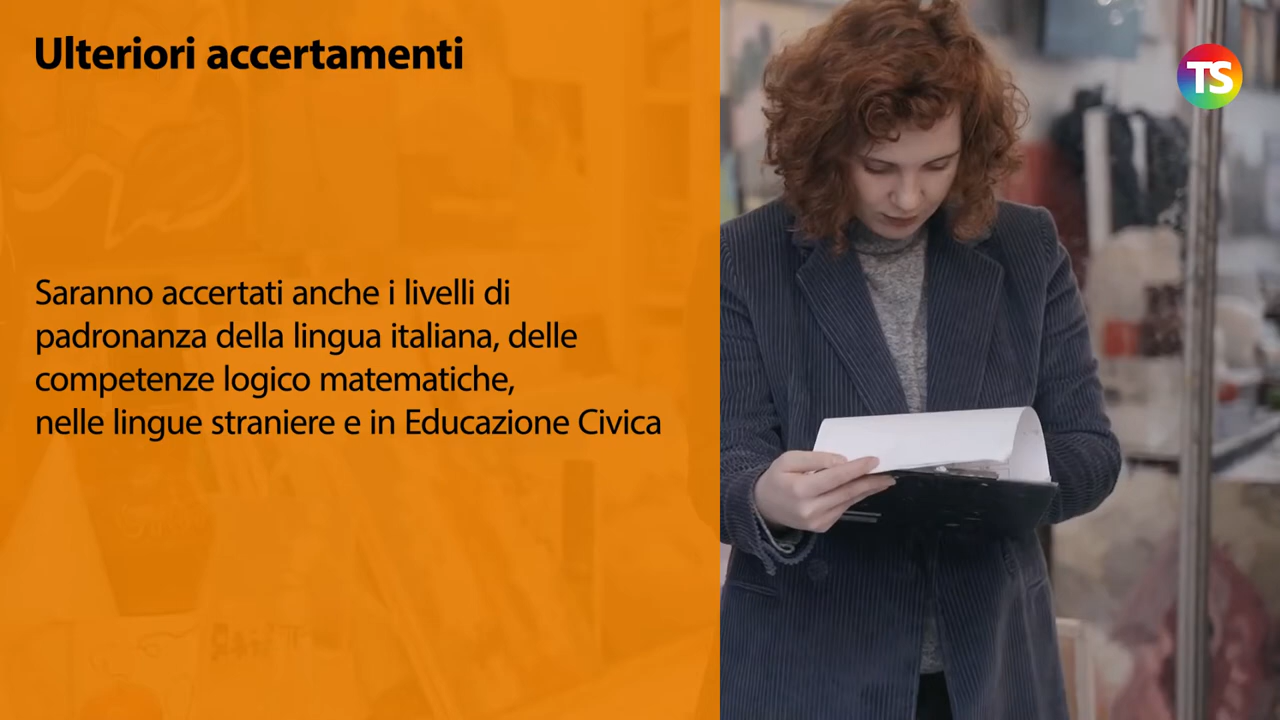 Ulteriori accertamenti
TS
Saranno accertati anche i livelli di
padronanza della lingua italiana, delle
competenze logico matematiche,
nelle lingue straniere e in Educazione Civica